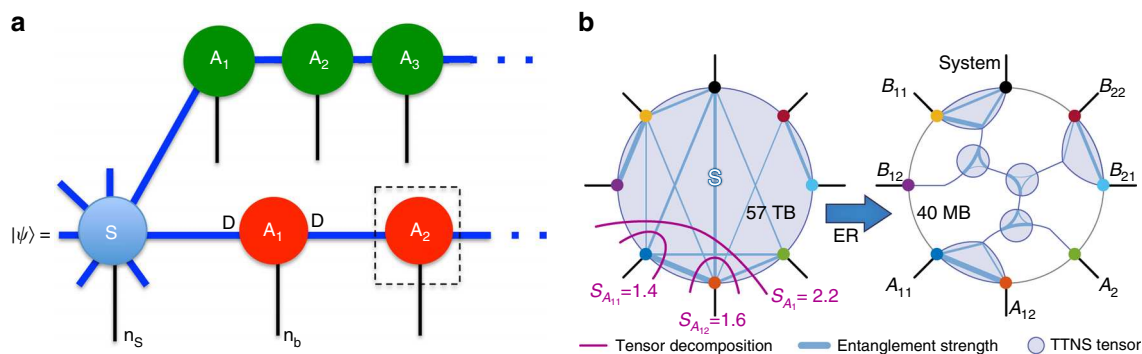 a
A1 A2 A3
|ψ⟩ = S D A1 D A2
nS nb
b
System
B11 B22
S
B12 57 TB 40 MB B21
ER
SA11=1.4 SA12=1.6 SA1=2.2
A11 A12 A2
Tensor decomposition Entanglement strength TTNS tensor